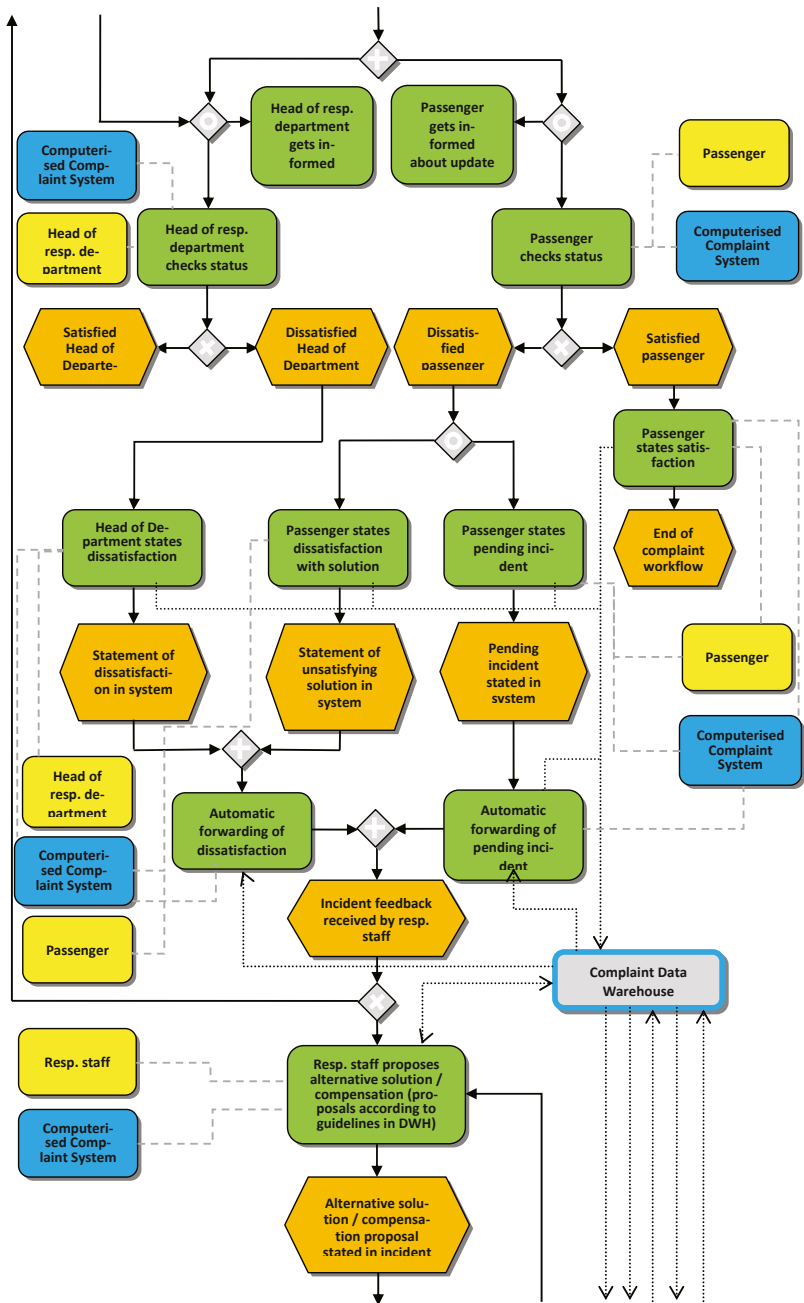 Head of resp.
department
gets in-
formed
Passenger
gets in-
formed
about update
Computeri-
sed Comp-
laint System
Passenger
Head of
resp. de-
partment
Head of resp.
department
checks status
Passenger
checks status
Computerised
Complaint
System
Satisfied
Head of
Departe-
Dissatisfied
Head of
Department
Dissatis-
fied
passenger
Satisfied
passenger
Passenger
states satis-
faction
Head of De-
partment states
dissatisfaction
Passenger states
dissatisfaction
with solution
Passenger states
pending inci-
dent
End of
complaint
workflow
Statement of
dissatisfacti-
on in system
Statement of
unsatisfying
solution in
system
Pending
incident
stated in
system
Passenger
Computerised
Complaint
System
Head of
resp. de-
partment
Automatic
forwarding of
dissatisfaction
Automatic
forwarding of
pending inci-
dent
Computeri-
sed Comp-
laint System
Incident feedback
received by resp.
staff
Passenger
Complaint Data
Warehouse
Resp. staff
Resp. staff proposes
alternative solution /
compensation (pro-
posals according to
guidelines in DWH)
Computeri-
sed Comp-
laint System
Alternative solu-
tion / compensa-
tion proposal
stated in incident